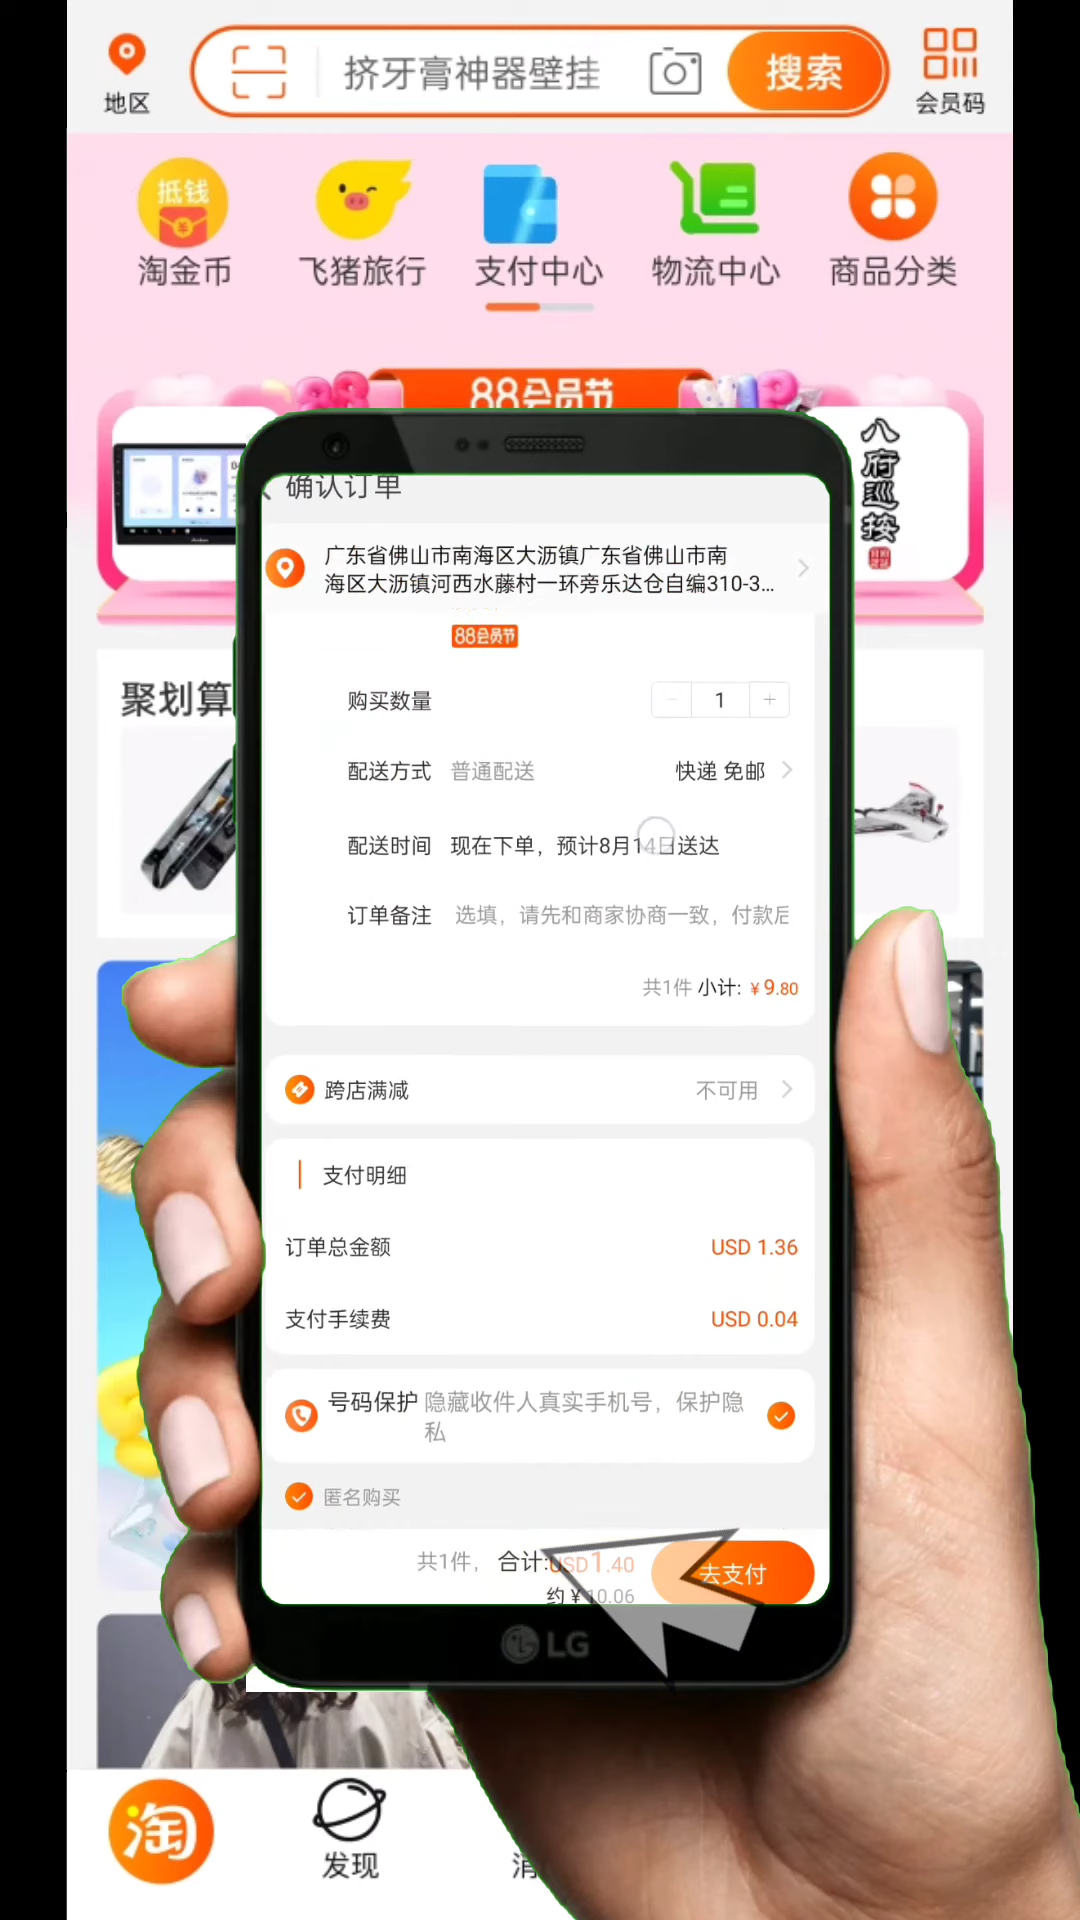 地区
挤牙膏神器壁挂
搜索
会员码
抵钱
淘金币
飞猪旅行
支付中心
物流中心
商品分类
88会员节
八府巡按
聚划算
确认订单
广东省佛山市南海区大沥镇广东省佛山市南
海区大沥镇河西水藤村一环旁乐达仓自编310-3...
88会员节
购买数量
1
配送方式 普通配送 快递 免邮
配送时间 现在下单，预计8月14日送达
订单备注 选填，请先和商家协商一致，付款后
共1件 小计: ¥ 9.80
跨店满减 不可用
支付明细
订单总金额 USD 1.36
支付手续费 USD 0.04
号码保护 隐藏收件人真实手机号，保护隐
私
匿名购买
共1件， 合计:USD1.40
去支付
约 ¥ 10.06
LG
淘
发现